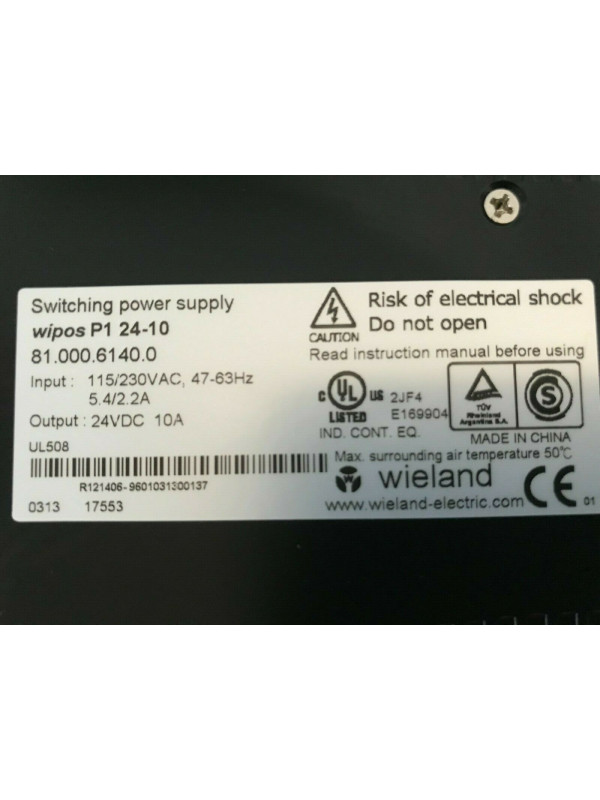 Switching power supply
wipos P1 24-10
81.000.6140.0
Input : 115/230VAC, 47-63Hz
5.4/2.2A
Output : 24VDC 10A
UL508
R121406-9601031300137
0313 17553
CAUTION
Risk of electrical shock
Do not open
Read instruction manual before using
C UL US 2JF4
LISTED E169904
IND. CONT. EQ.
TÜV
Rheinland
Argentina S.A.
S
MADE IN CHINA
Max. surrounding air temperature 50℃
wieland
www.wieland-electric.com
CE
01